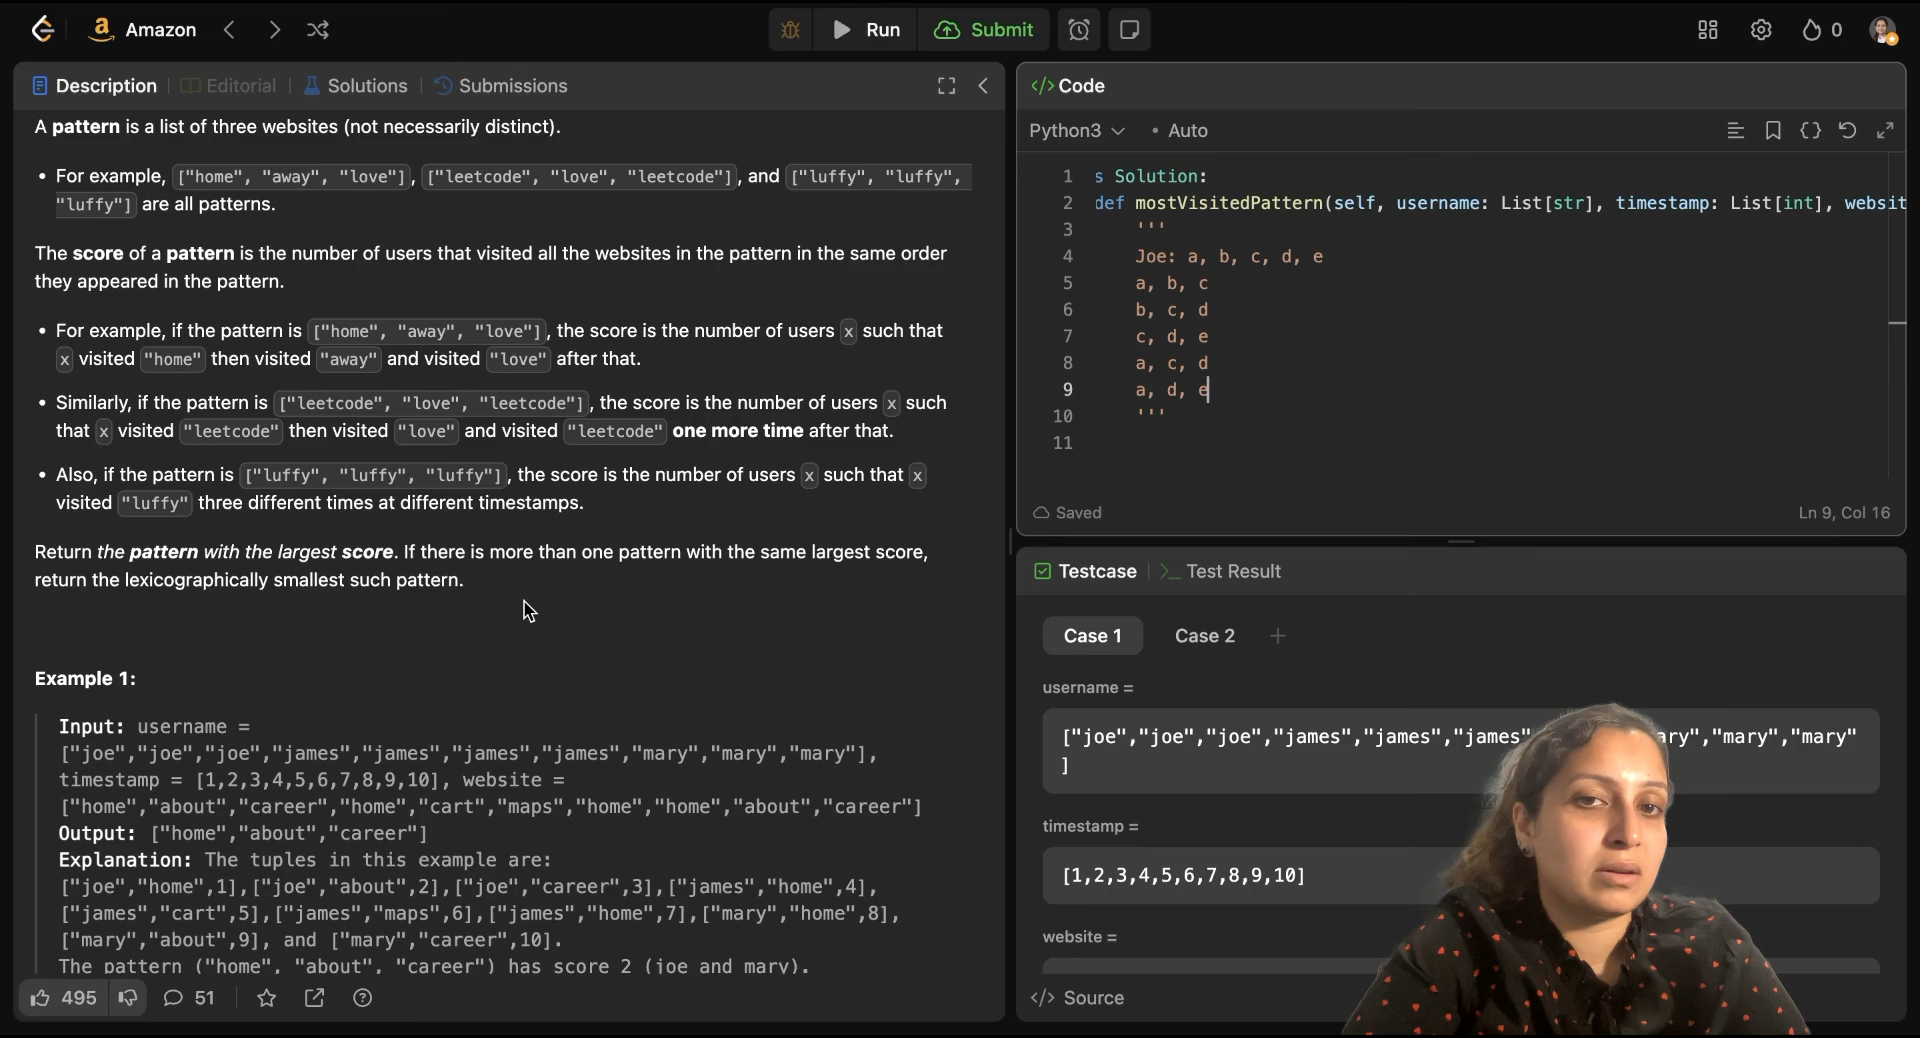 Amazon
Run
Submit
0
Description
Editorial
Solutions
Submissions
A pattern is a list of three websites (not necessarily distinct).
• For example, ["home", "away", "love"], ["leetcode", "love", "leetcode"], and ["luffy", "luffy",
"luffy"] are all patterns.
The score of a pattern is the number of users that visited all the websites in the pattern in the same order
they appeared in the pattern.
• For example, if the pattern is ["home", "away", "love"], the score is the number of users x such that
x visited "home" then visited "away" and visited "love" after that.
• Similarly, if the pattern is ["leetcode", "love", "leetcode"], the score is the number of users x such
that x visited "leetcode" then visited "love" and visited "leetcode" one more time after that.
• Also, if the pattern is ["luffy", "luffy", "luffy"], the score is the number of users x such that x
visited "luffy" three different times at different timestamps.
Return the pattern with the largest score. If there is more than one pattern with the same largest score,
return the lexicographically smallest such pattern.
Example 1:
Input: username =
["joe","joe","joe","james","james","james","james","mary","mary","mary"],
timestamp = [1,2,3,4,5,6,7,8,9,10], website =
["home","about","career","home","cart","maps","home","home","about","career"]
Output: ["home","about","career"]
Explanation: The tuples in this example are:
["joe","home",1],["joe","about",2],["joe","career",3],["james","home",4],
["james","cart",5],["james","maps",6],["james","home",7],["mary","home",8],
["mary","about",9], and ["mary","career",10].
The pattern ("home", "about", "career") has score 2 (joe and mary).
495
51
</> Code
Python3
• Auto
1 s Solution:
2 def mostVisitedPattern(self, username: List[str], timestamp: List[int], websit
3 '''
4 Joe: a, b, c, d, e
5 a, b, c
6 b, c, d
7 c, d, e
8 a, c, d
9 a, d, e
10 '''
11
Saved
Ln 9, Col 16
Testcase
Test Result
Case 1
Case 2
+
username =
["joe","joe","joe","james","james","james" ary","mary","mary"
]
timestamp =
[1,2,3,4,5,6,7,8,9,10]
website =
</> Source